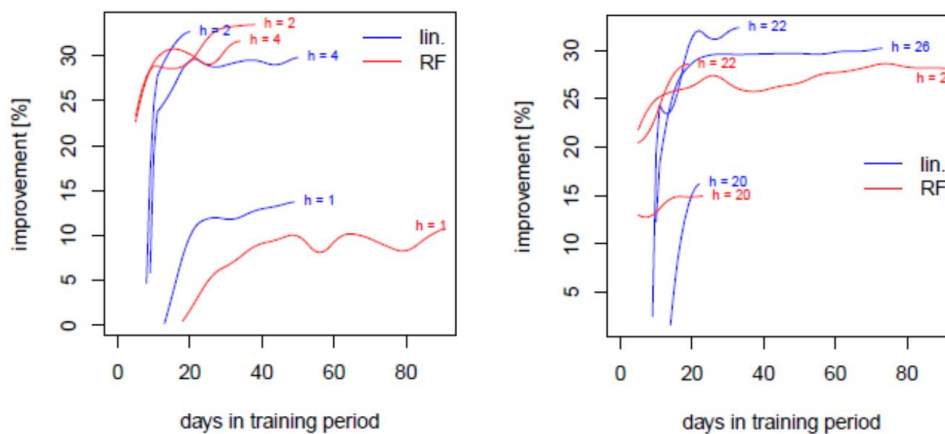 h = 2
h = 2
h = 4
h = 4
h = 1
h = 1
lin.
RF
improvement [%]
0
5
10
15
20
25
30
0 20 40 60 80
days in training period
h = 22
h = 26
h = 22
h = 2
h = 20
h = 20
lin.
RF
improvement [%]
5
10
15
20
25
30
0 20 40 60 80
days in training period